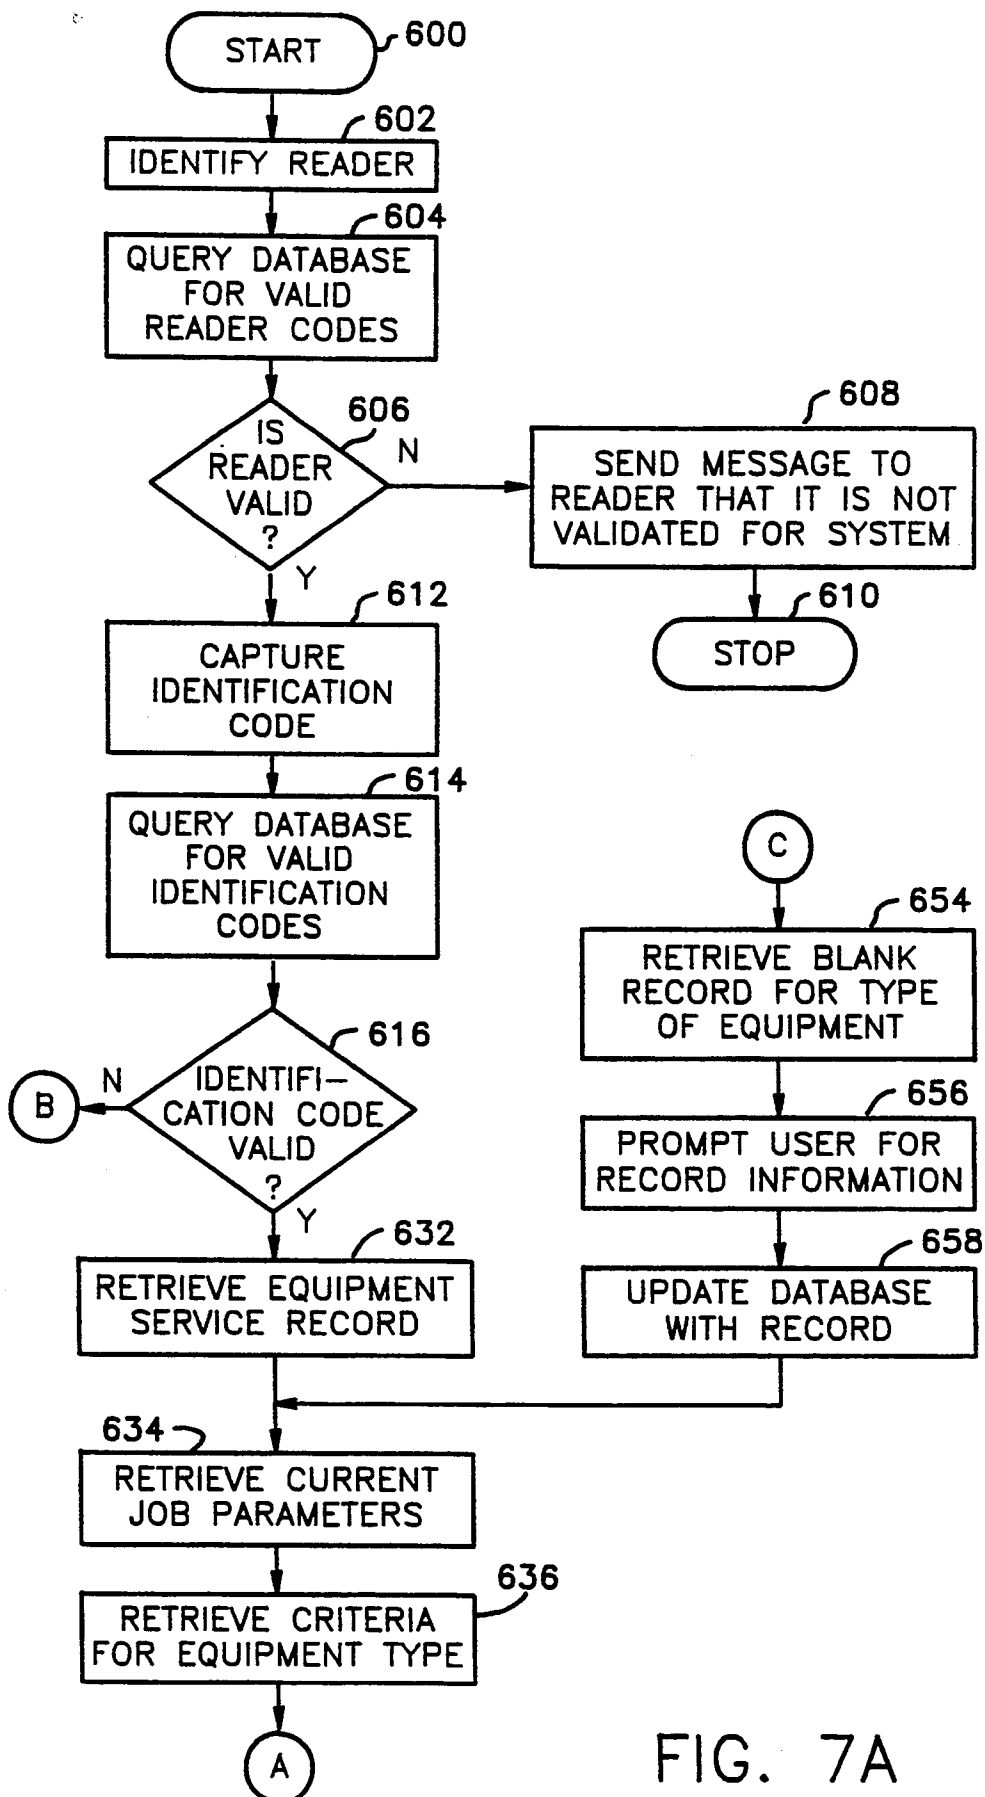 START
600
602
IDENTIFY READER
604
QUERY DATABASE
FOR VALID
READER CODES
606
IS
READER
VALID
?
N
Y
608
SEND MESSAGE TO
READER THAT IT IS NOT
VALIDATED FOR SYSTEM
610
STOP
612
CAPTURE
IDENTIFICATION
CODE
614
QUERY DATABASE
FOR VALID
IDENTIFICATION
CODES
616
IDENTIFI-
CATION CODE
VALID
?
N
B
Y
632
RETRIEVE EQUIPMENT
SERVICE RECORD
C
654
RETRIEVE BLANK
RECORD FOR TYPE
OF EQUIPMENT
656
PROMPT USER FOR
RECORD INFORMATION
658
UPDATE DATABASE
WITH RECORD
634
RETRIEVE CURRENT
JOB PARAMETERS
636
RETRIEVE CRITERIA
FOR EQUIPMENT TYPE
A
FIG. 7A